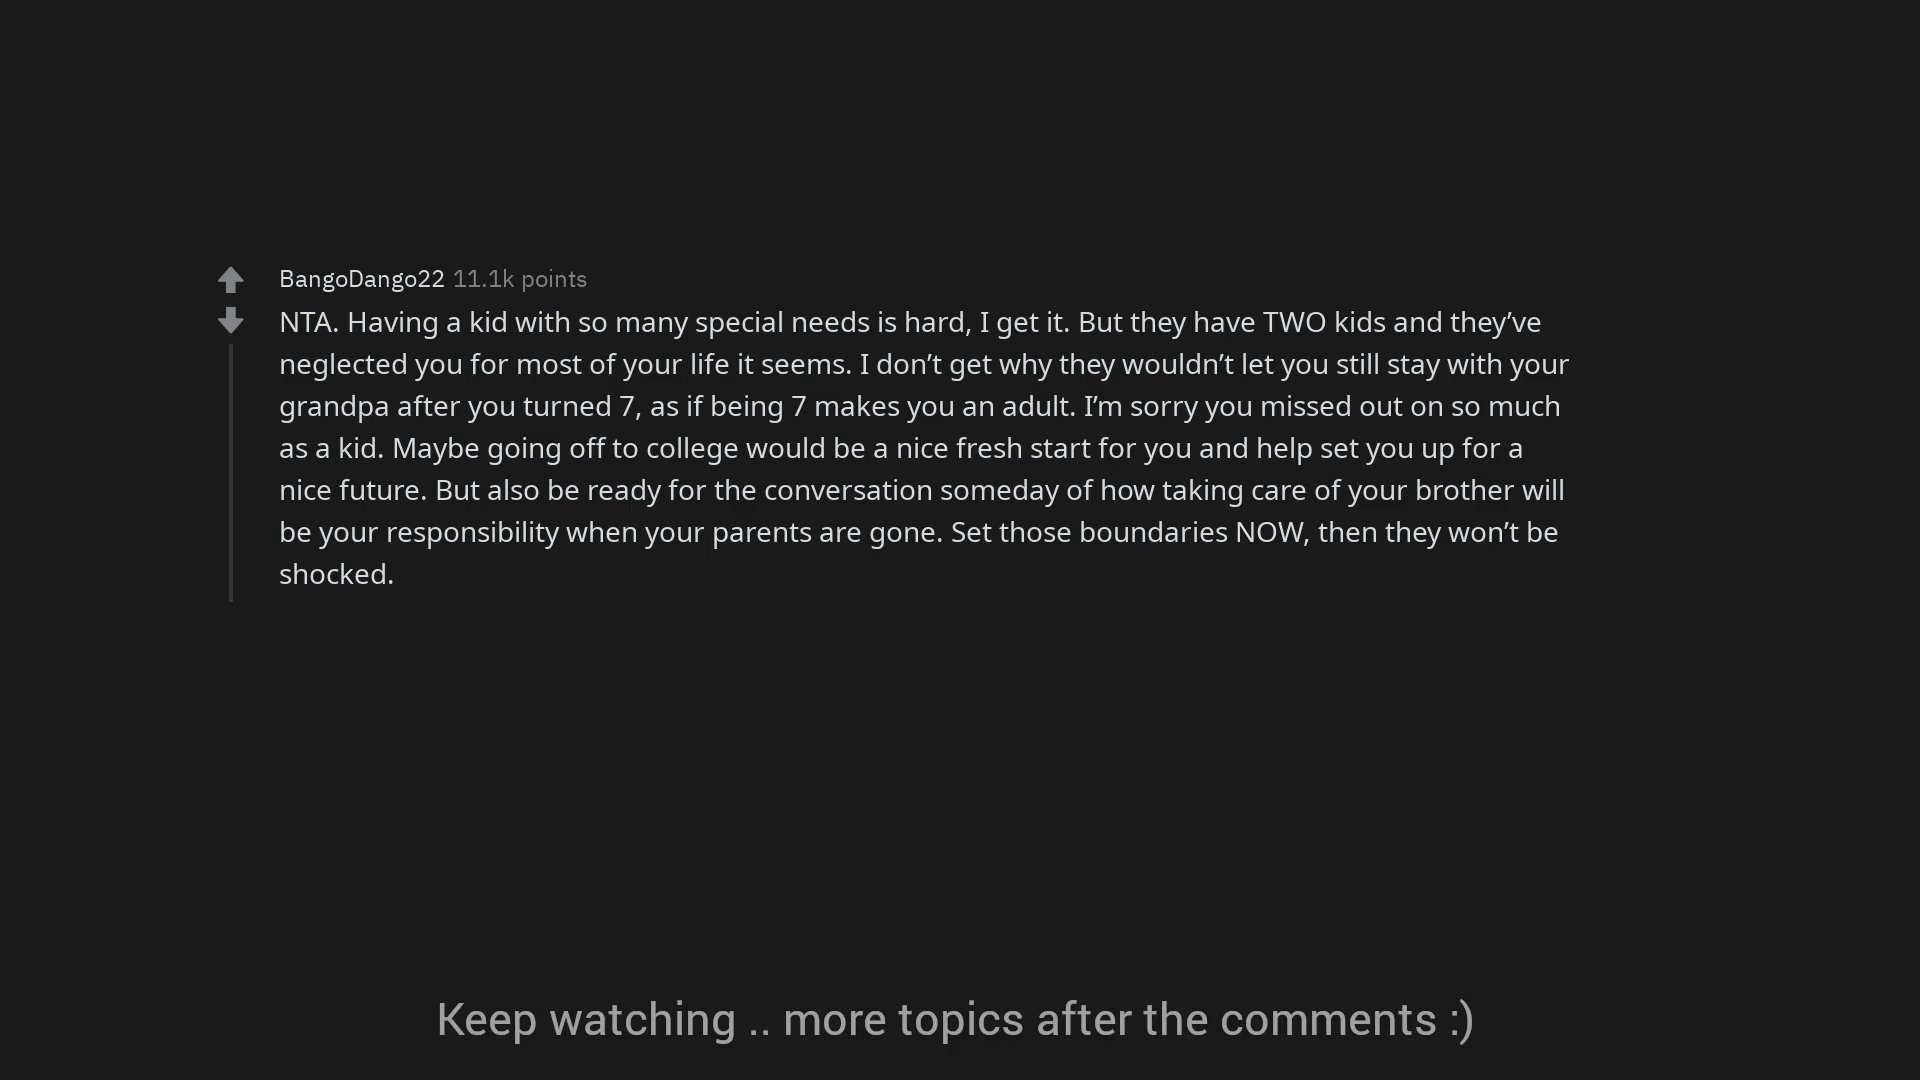 BangoDango22 11.1k points
NTA. Having a kid with so many special needs is hard, I get it. But they have TWO kids and they’ve
neglected you for most of your life it seems. I don’t get why they wouldn’t let you still stay with your
grandpa after you turned 7, as if being 7 makes you an adult. I’m sorry you missed out on so much
as a kid. Maybe going off to college would be a nice fresh start for you and help set you up for a
nice future. But also be ready for the conversation someday of how taking care of your brother will
be your responsibility when your parents are gone. Set those boundaries NOW, then they won’t be
shocked.
Keep watching .. more topics after the comments :)